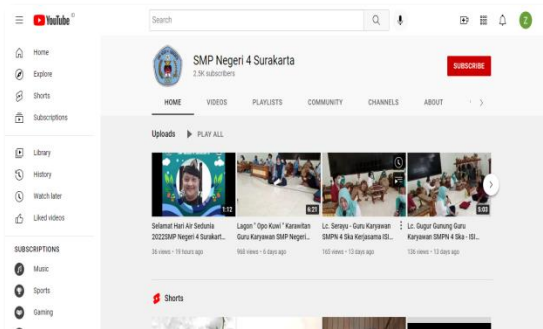 YouTube ID
Search
Z
Home
Explore
Shorts
Subscriptions
Library
History
Watch later
Liked videos
SUBSCRIPTIONS
Music
Sports
Gaming
SMP Negeri 4 Surakarta
2.5K subscribers
SUBSCRIBE
HOME VIDEOS PLAYLISTS COMMUNITY CHANNELS ABOUT
Uploads PLAY ALL
1:12
6:21
5:03
Selamat Hari Air Sedunia
2022SMP Negeri 4 Surakart...
36 views • 19 hours ago
Lagon " Opo Kuwi " Karawitan
Guru Karyawan SMP Negeri...
968 views • 6 days ago
Lc. Serayu - Guru Karyawan
SMPN 4 Ska Kerjasama ISI...
165 views • 13 days ago
Lc. Gugur Gunung Guru
Karyawan SMPN 4 Ska - ISI...
136 views • 13 days ago
Shorts